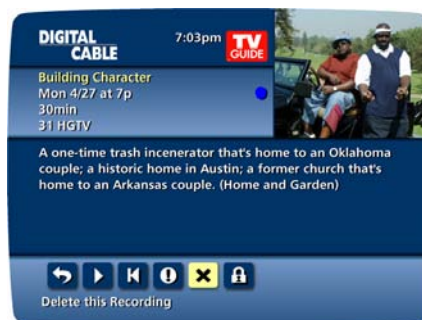 DIGITAL
CABLE
7:03pm
TV
GUIDE
Building Character
Mon 4/27 at 7p
30min
31 HGTV
A one-time trash incenerator that's home to an Oklahoma
couple; a historic home in Austin; a former church that's
home to an Arkansas couple. (Home and Garden)
Delete this Recording